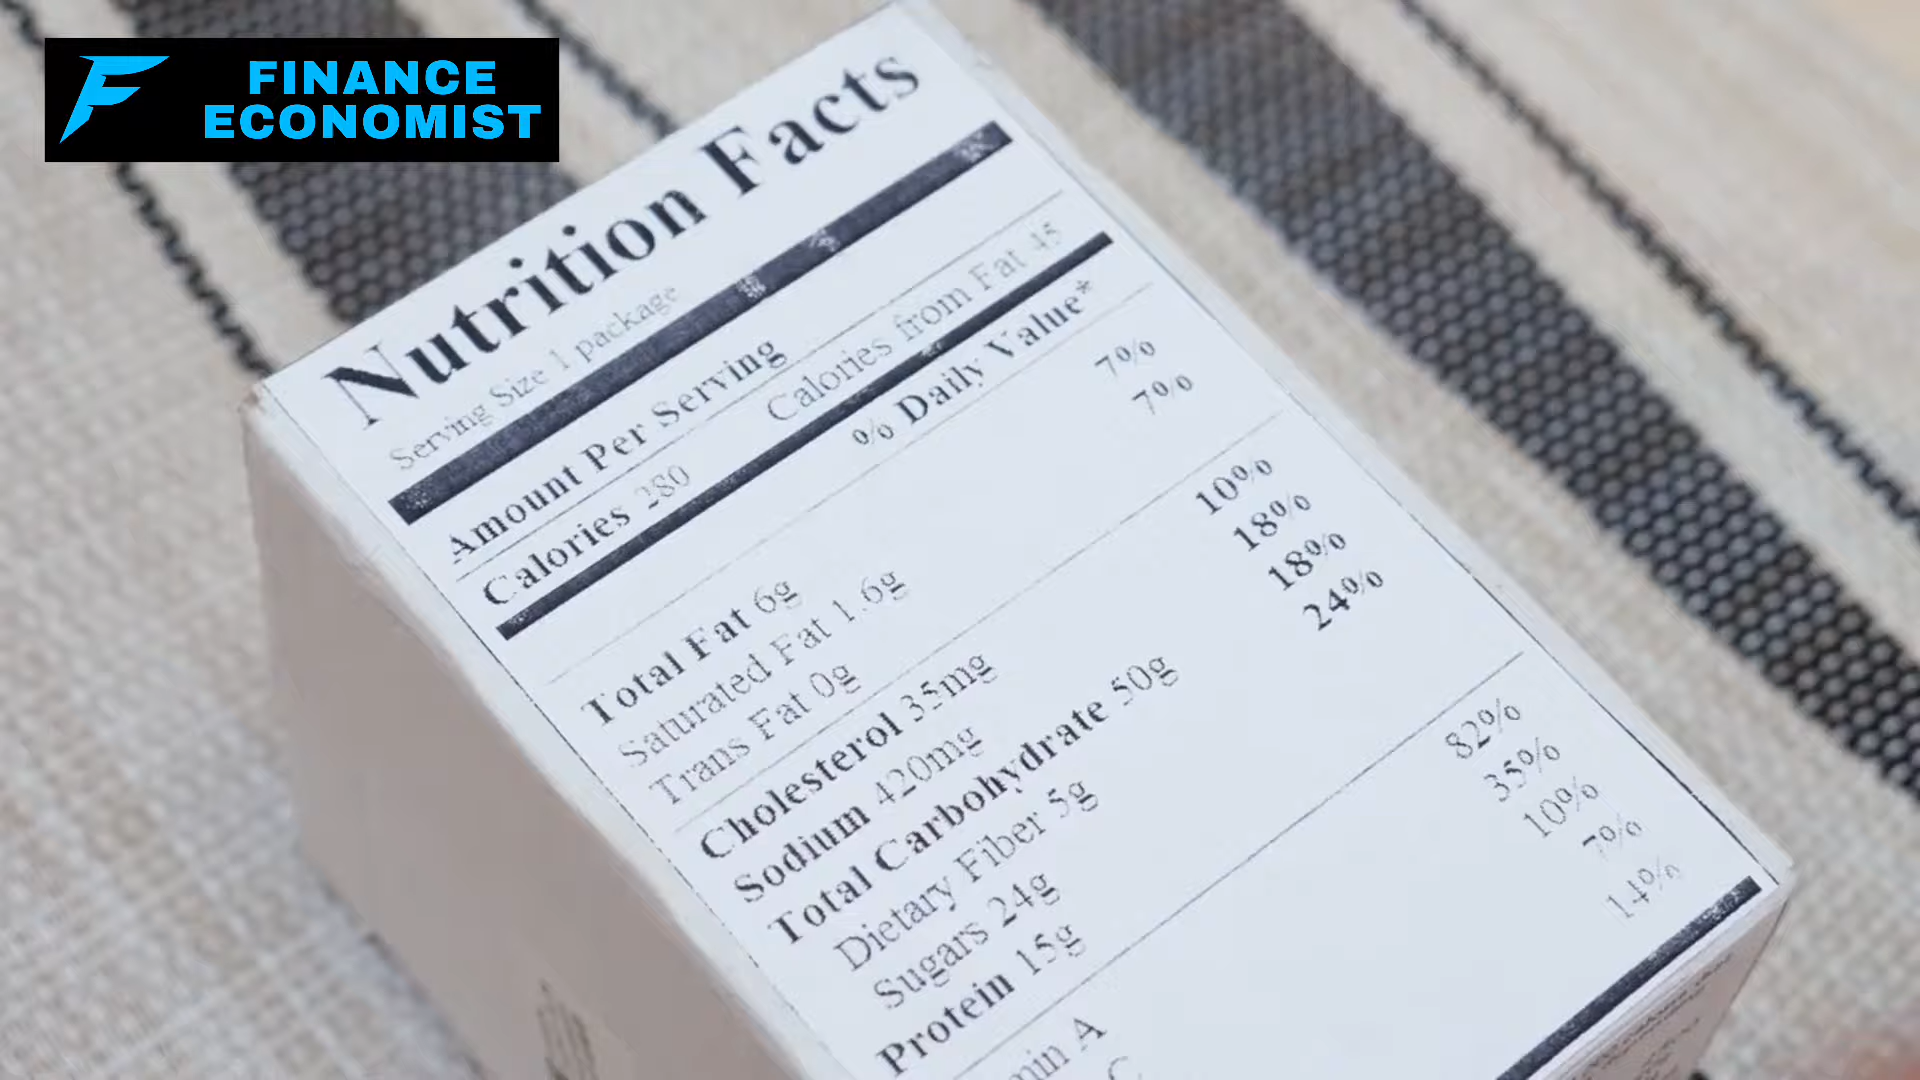 FINANCE
ECONOMIST
Nutrition Facts
Serving Size 1 package
Amount Per Serving
Calories 280 Calories from Fat 45
% Daily Value*
Total Fat 6g 7%
Saturated Fat 1.6g 7%
Trans Fat 0g
Cholesterol 35mg 10%
Sodium 420mg 18%
Total Carbohydrate 50g 18%
Dietary Fiber 5g 24%
Sugars 24g
Protein 15g
82%
A 35%
C 10%
7%
14%